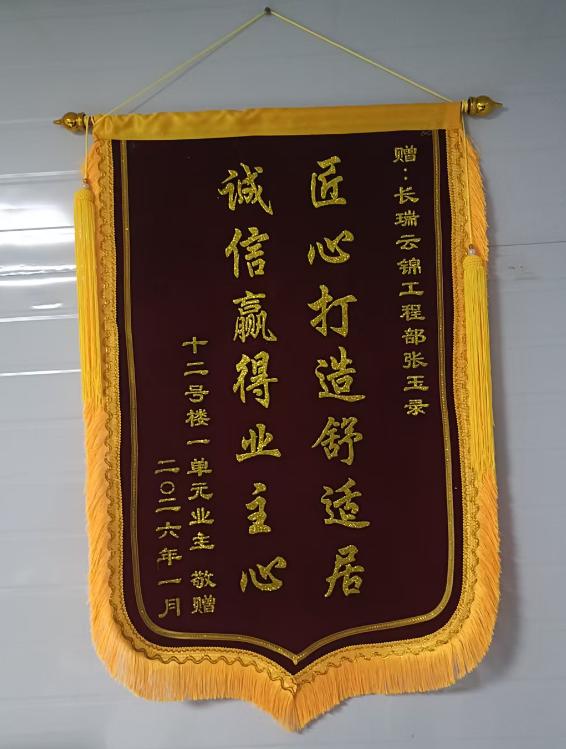 赠：长瑞云锦工程部张玉录
匠心打造舒适居
诚信赢得业主心
十二号楼一单元业主 敬赠
二〇二六年一月